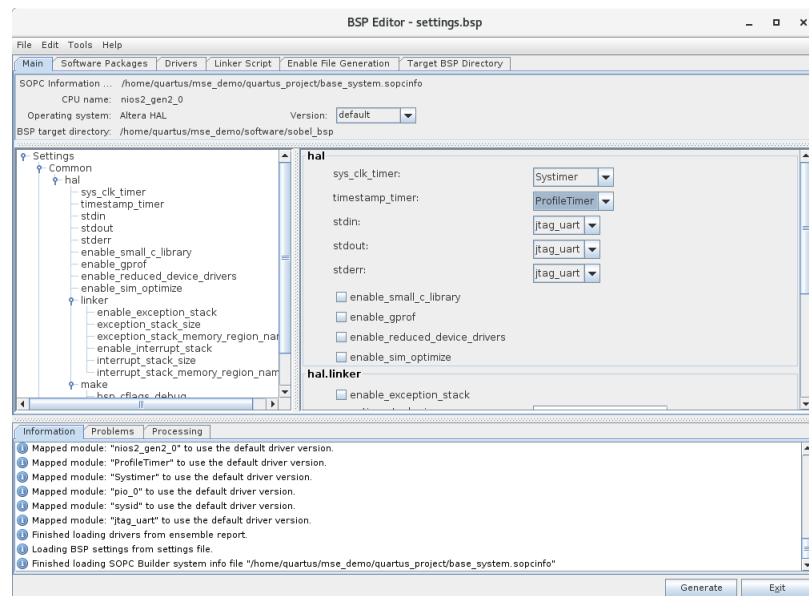 BSP Editor - settings.bsp
File Edit Tools Help
Main Software Packages Drivers Linker Script Enable File Generation Target BSP Directory
SOPC Information ... /home/quartus/mse_demo/quartus_project/base_system.sopcinfo
CPU name: nios2_gen2_0
Operating system: Altera HAL Version: default
BSP target directory: /home/quartus/mse_demo/software/sobel_bsp
Settings
Common
hal
sys_clk_timer
timestamp_timer
stdin
stdout
stderr
enable_small_c_library
enable_gprof
enable_reduced_device_drivers
enable_sim_optimize
linker
enable_exception_stack
exception_stack_size
exception_stack_memory_region_nar
enable_interrupt_stack
interrupt_stack_size
interrupt_stack_memory_region_nam
make
bsp_cflags_debug
hal
sys_clk_timer: Systimer
timestamp_timer: ProfileTimer
stdin: jtag_uart
stdout: jtag_uart
stderr: jtag_uart
enable_small_c_library
enable_gprof
enable_reduced_device_drivers
enable_sim_optimize
hal.linker
enable_exception_stack
Information Problems Processing
Mapped module: "nios2_gen2_0" to use the default driver version.
Mapped module: "ProfileTimer" to use the default driver version.
Mapped module: "Systimer" to use the default driver version.
Mapped module: "pio_0" to use the default driver version.
Mapped module: "sysid" to use the default driver version.
Mapped module: "jtag_uart" to use the default driver version.
Finished loading drivers from ensemble report.
Loading BSP settings from settings file.
Finished loading SOPC Builder system info file "/home/quartus/mse_demo/quartus_project/base_system.sopcinfo"
Generate Exit